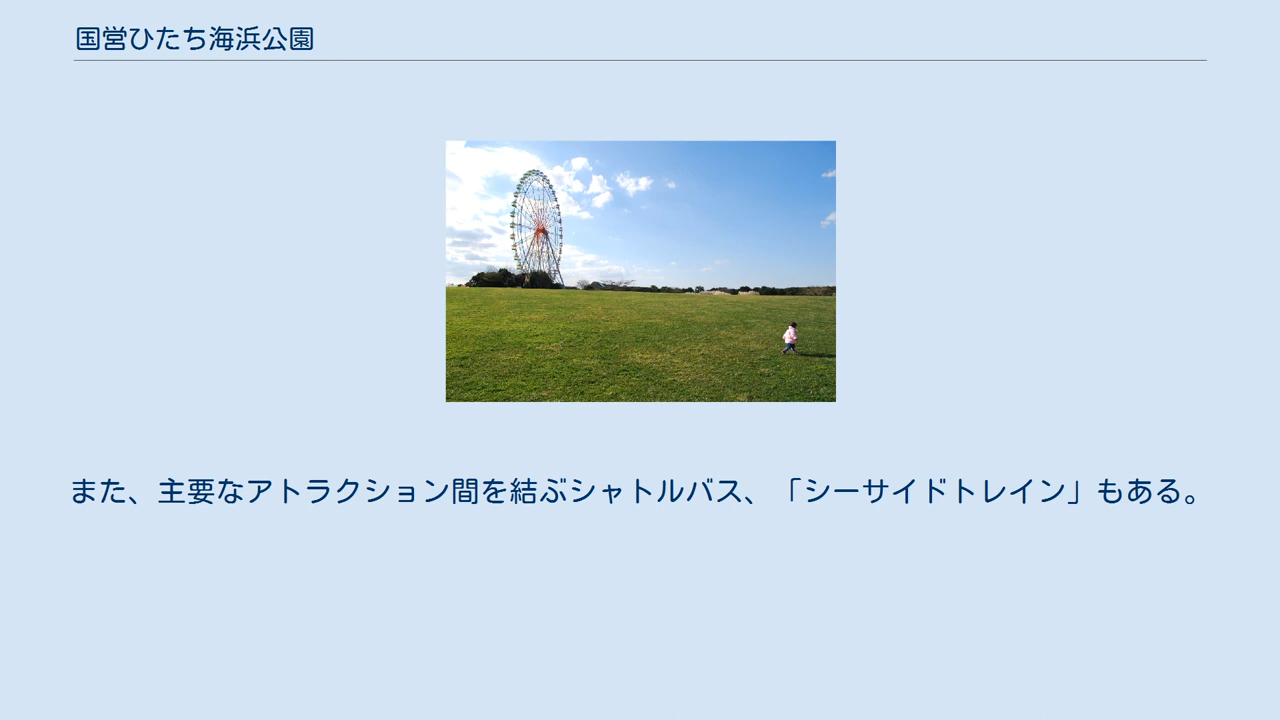 国営ひたち海浜公園
また、主要なアトラクション間を結ぶシャトルバス、「シーサイドトレイン」もある。